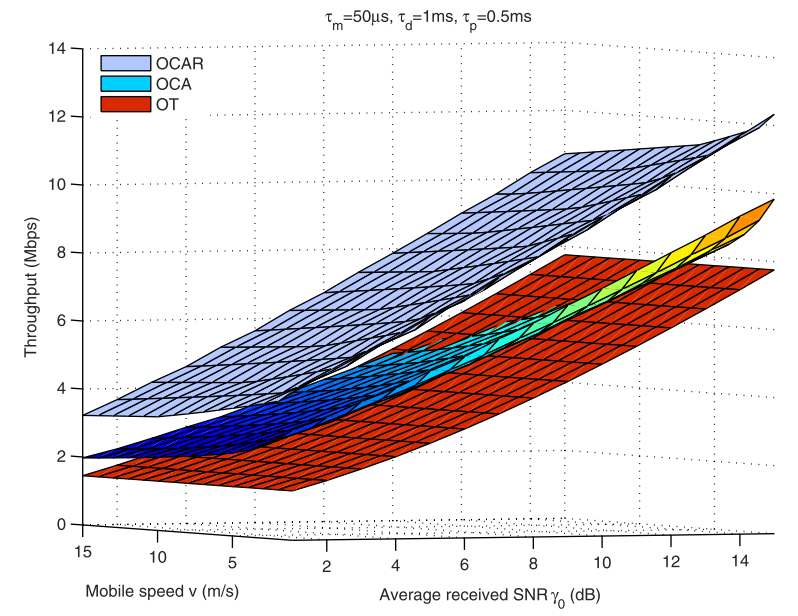 τm=50μs, τd=1ms, τp=0.5ms
OCAR
OCA
OT
14
12
10
8
6
4
2
0
Throughput (Mbps)
15
10
5
Mobile speed v (m/s)
2
4
6
8
10
12
14
Average received SNR γ0 (dB)